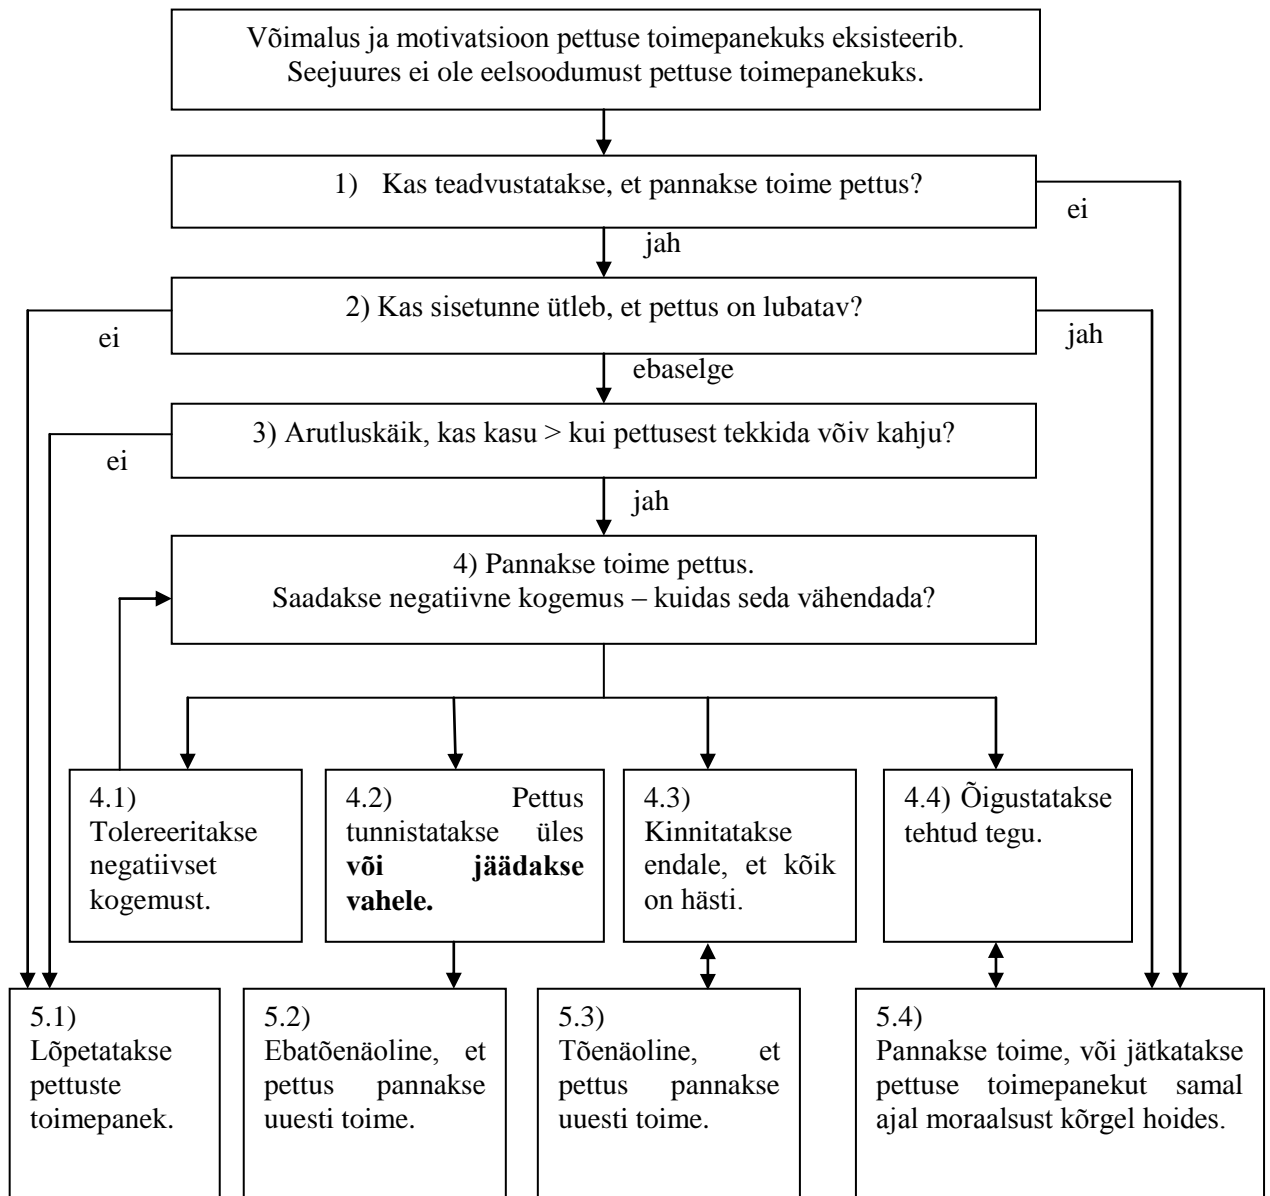 Võimalus ja motivatsioon pettuse toimepanekuks eksisteerib.
Seejuures ei ole eelsoodumust pettuse toimepanekuks.
1) Kas teadvustatakse, et pannakse toime pettus?
ei
jah
2) Kas sisetunne ütleb, et pettus on lubatav?
ei
jah
ebaselge
3) Arutluskäik, kas kasu > kui pettusest tekkida võiv kahju?
ei
jah
4) Pannakse toime pettus.
Saadakse negatiivne kogemus – kuidas seda vähendada?
4.1)
Tolereeritakse
negatiivset
kogemust.
4.2) Pettus
tunnistatakse üles
või jäädakse
vahele.
4.3)
Kinnitatakse
endale, et kõik
on hästi.
4.4) Õigustatakse
tehtud tegu.
5.1)
Lõpetatakse
pettuste
toimepanek.
5.2)
Ebatõenäoline, et
pettus pannakse
uuesti toime.
5.3)
Tõenäoline, et
pettus pannakse
uuesti toime.
5.4)
Pannakse toime, või jätkatakse
pettuse toimepanekut samal
ajal moraalsust kõrgel hoides.